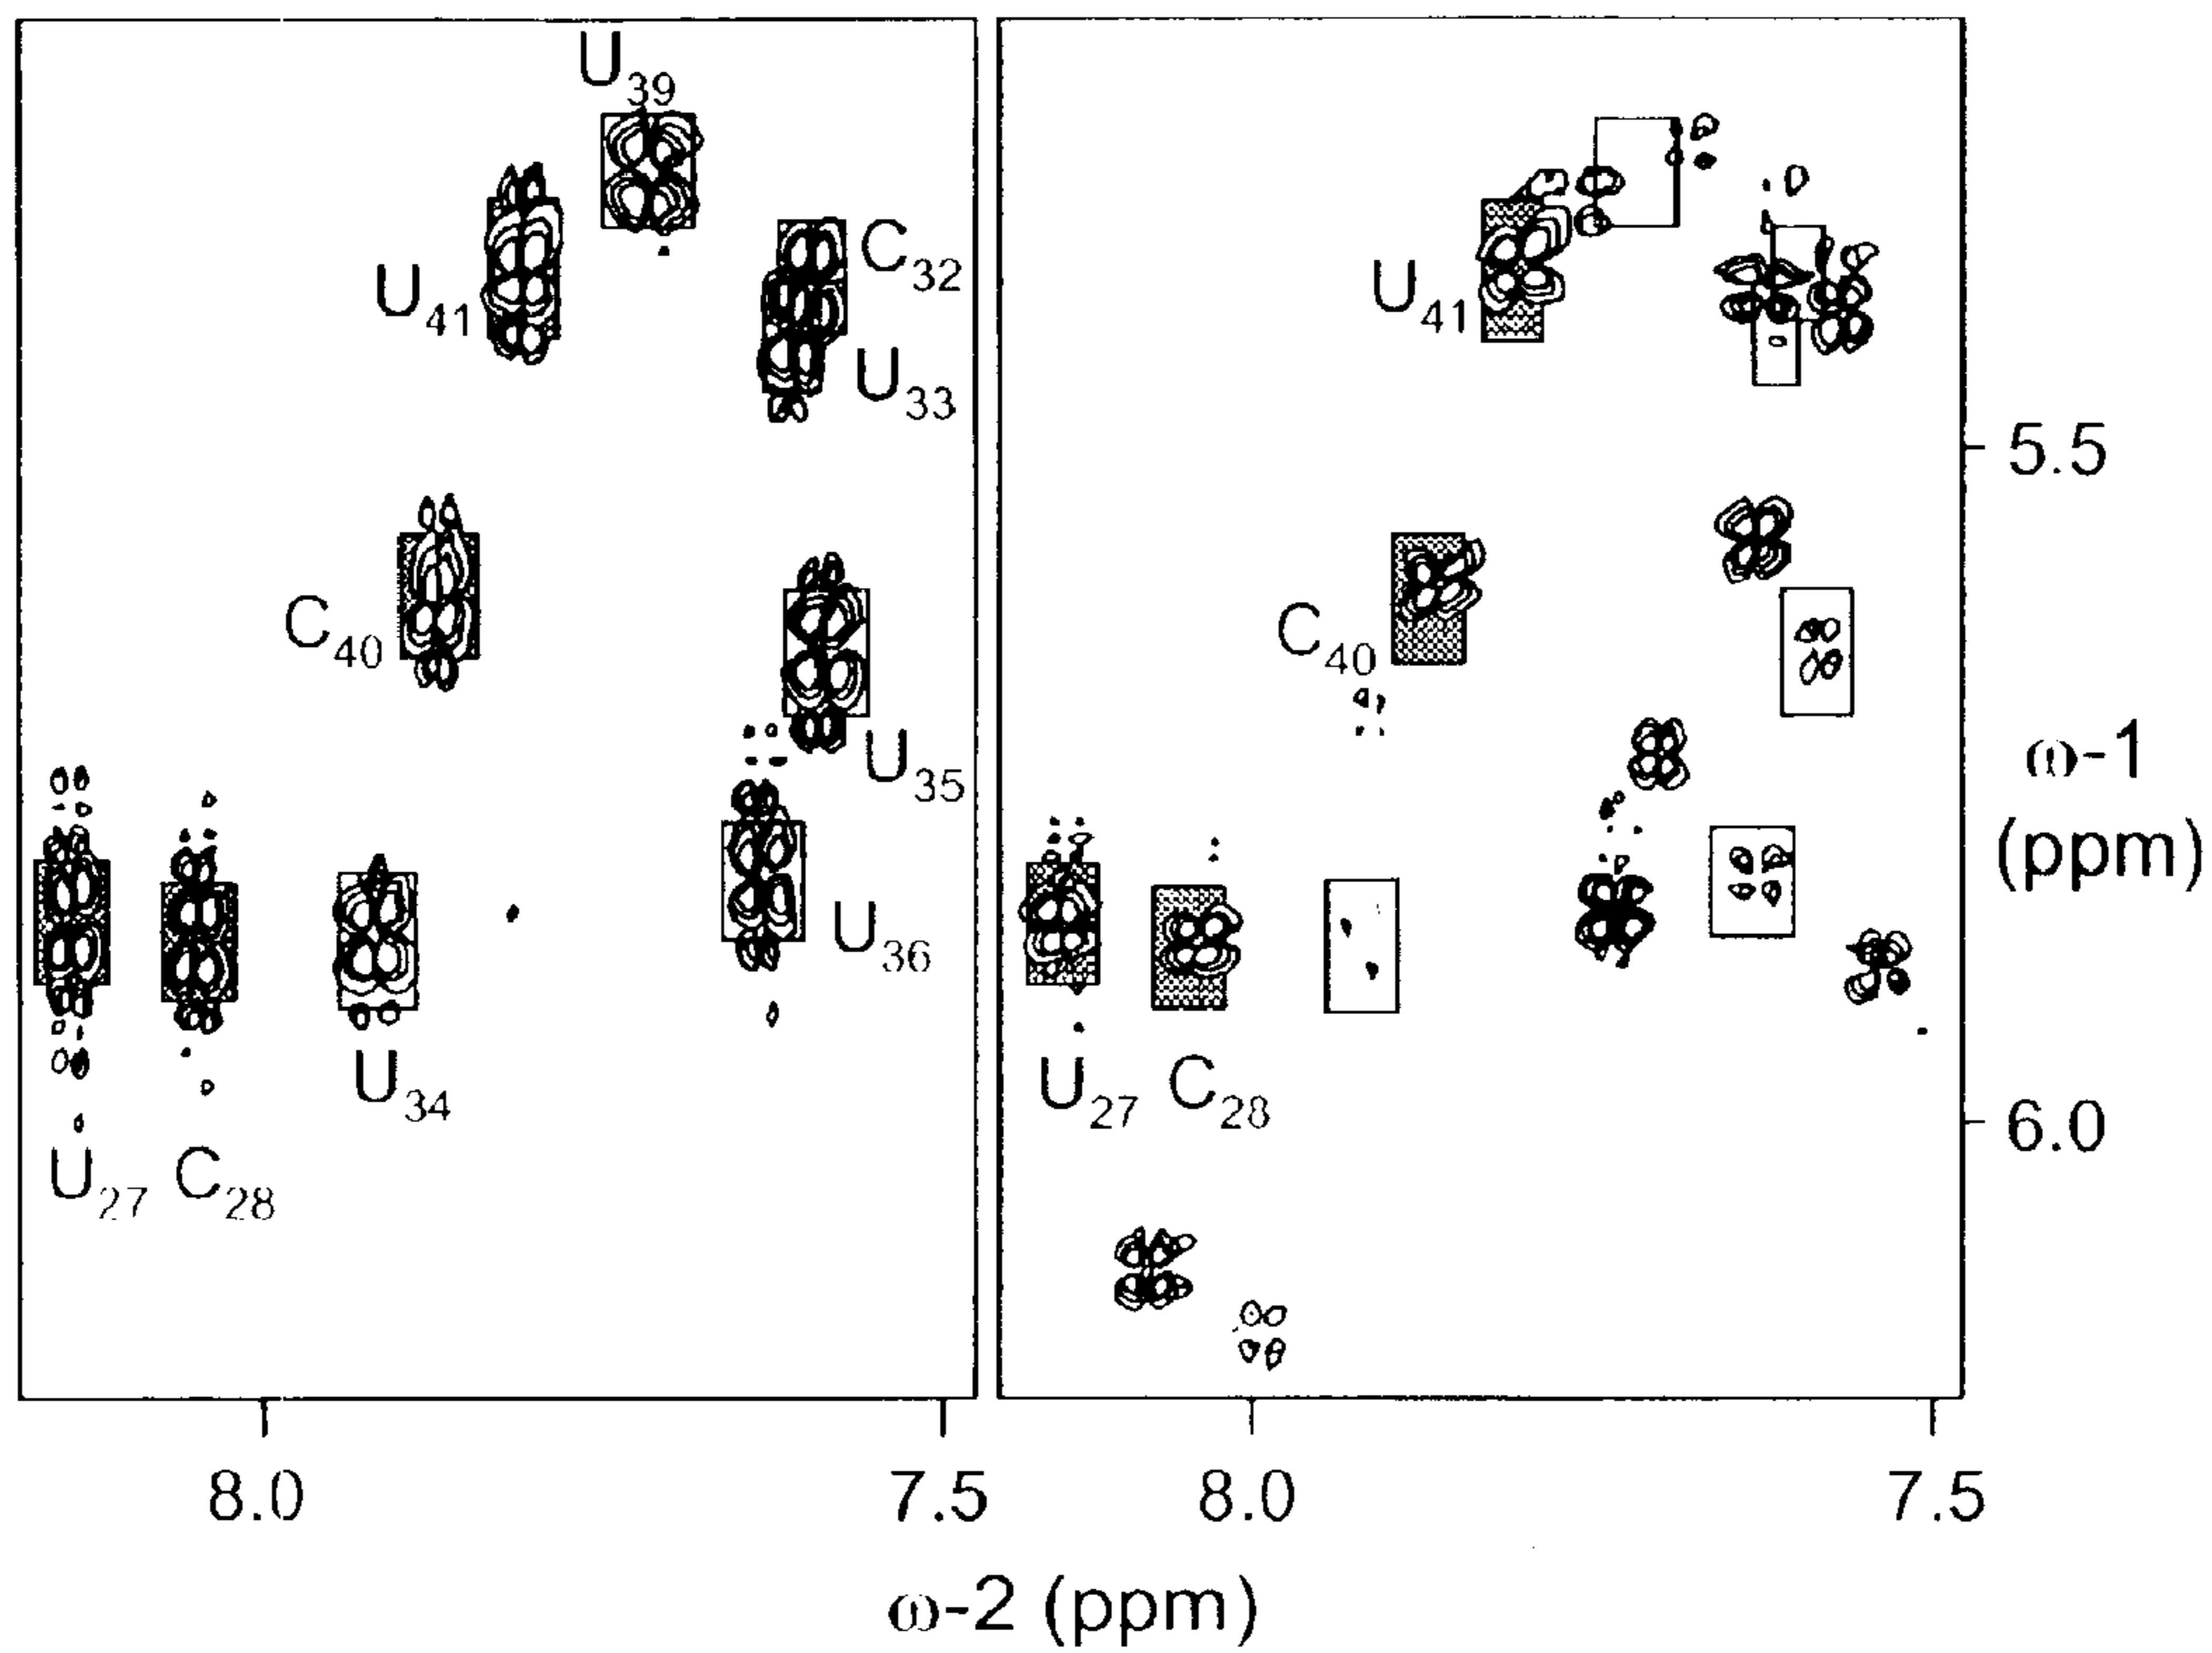 U39
C32
U41
U41
U33
5.5
C40
C40
U35
ω-1
(ppm)
U36
U34
U27 C28
6.0
U27 C28
8.0 7.5 8.0 7.5
ω-2 (ppm)